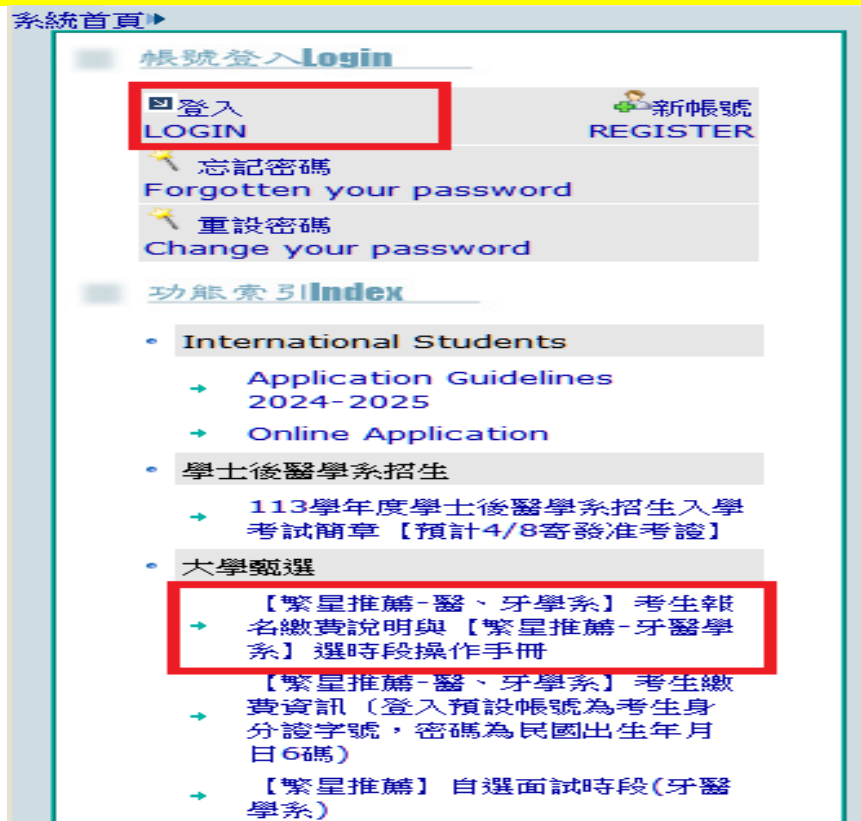 系統首頁
帳號登入Login
登入 新帳號
LOGIN REGISTER
忘記密碼
Forgotten your password
重設密碼
Change your password
功能索引Index
International Students
Application Guidelines
2024-2025
Online Application
學士後醫學系招生
113學年度學士後醫學系招生入學
考試簡章【預計4/8寄發准考證】
大學甄選
【繁星推薦-醫、牙學系】考生報
名繳費說明與【繁星推薦-牙醫學
系】選時段操作手冊
【繁星推薦-醫、牙學系】考生繳
費資訊(登入預設帳號為考生身
分證字號,密碼為民國出生年月
日6碼)
【繁星推薦】自選面試時段(牙醫
學系)